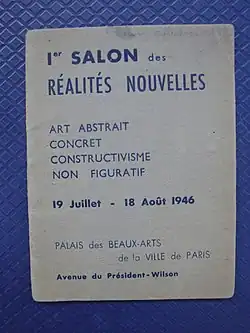 Ier SALON des
RÉALITÉS NOUVELLES
ART ABSTRAIT
CONCRET
CONSTRUCTIVISME
NON FIGURATIF
19 Juillet - 18 Août 1946
PALAIS des BEAUX-ARTS
de la VILLE de PARIS
Avenue du Président-Wilson